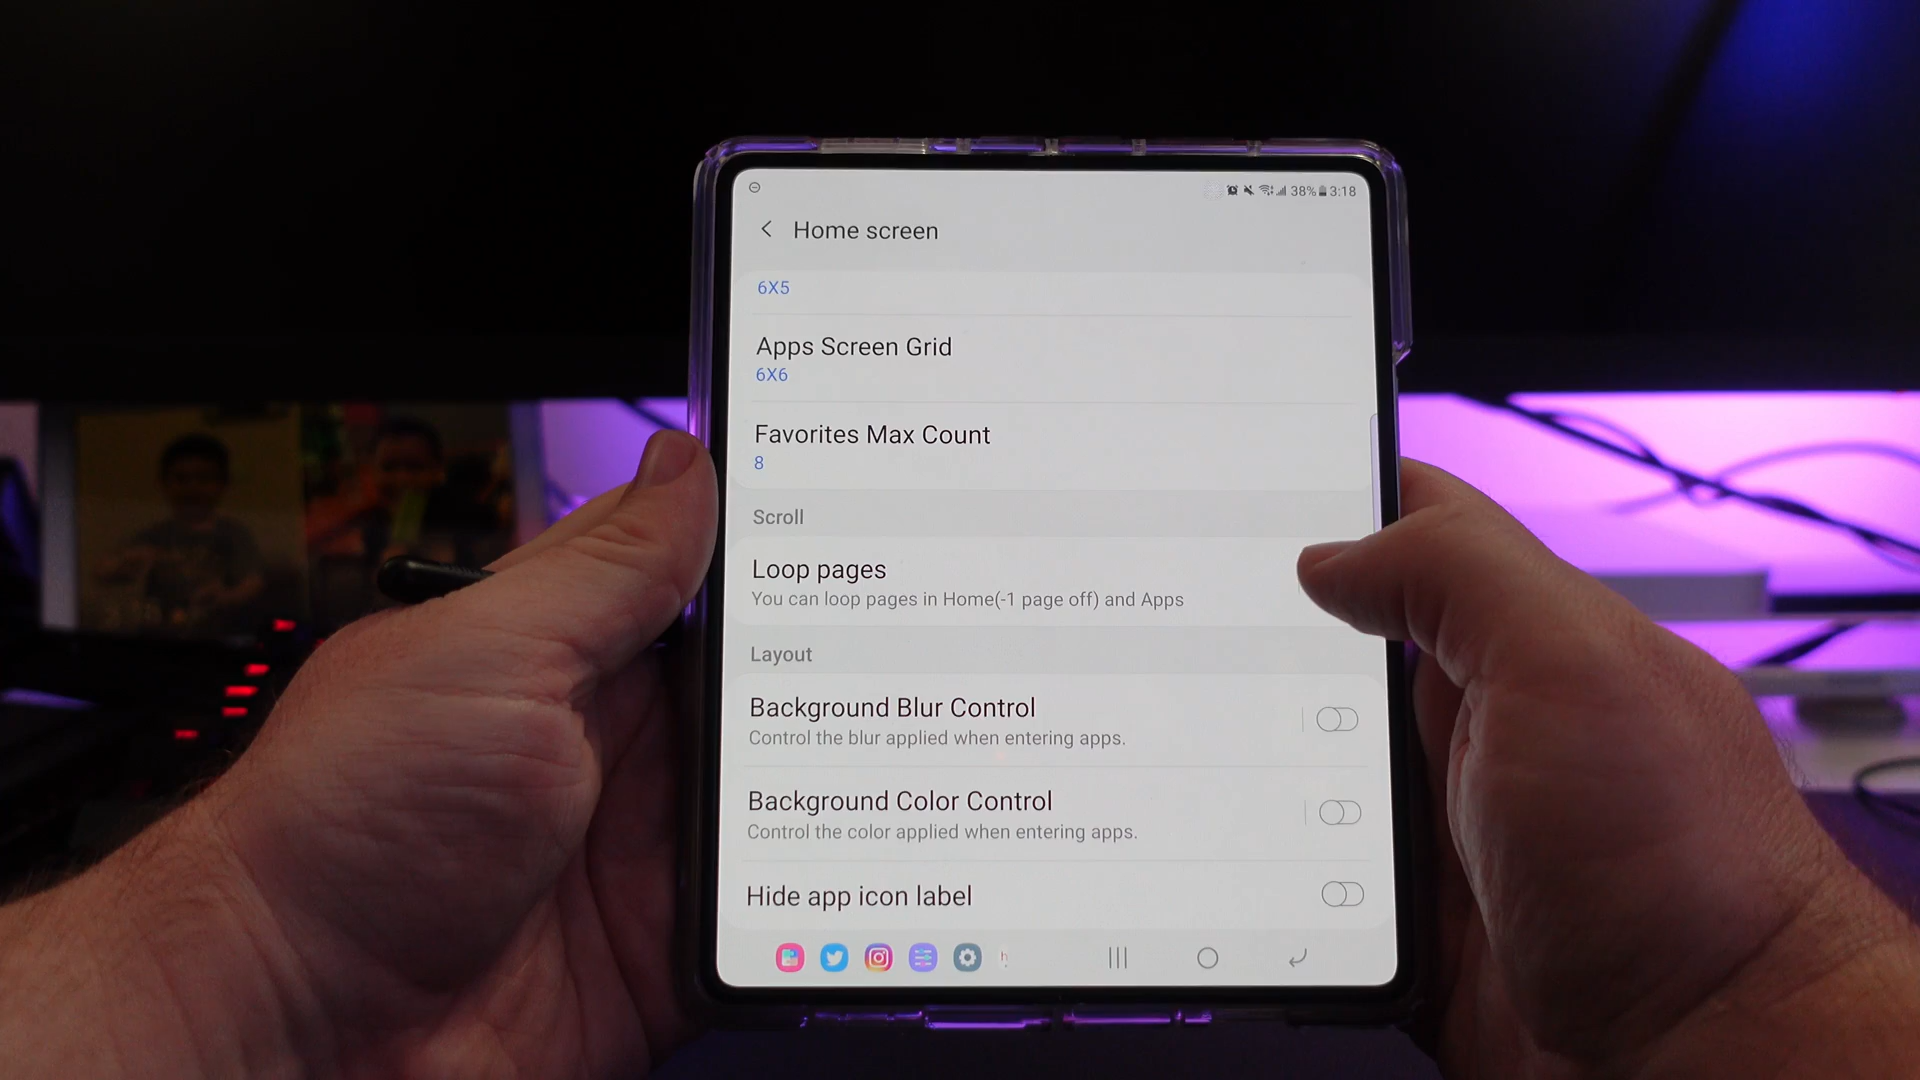 38% 3:18
Home screen
6X5
Apps Screen Grid
6X6
Favorites Max Count
8
Scroll
Loop pages
You can loop pages in Home(-1 page off) and Apps
Layout
Background Blur Control
Control the blur applied when entering apps.
Background Color Control
Control the color applied when entering apps.
Hide app icon label